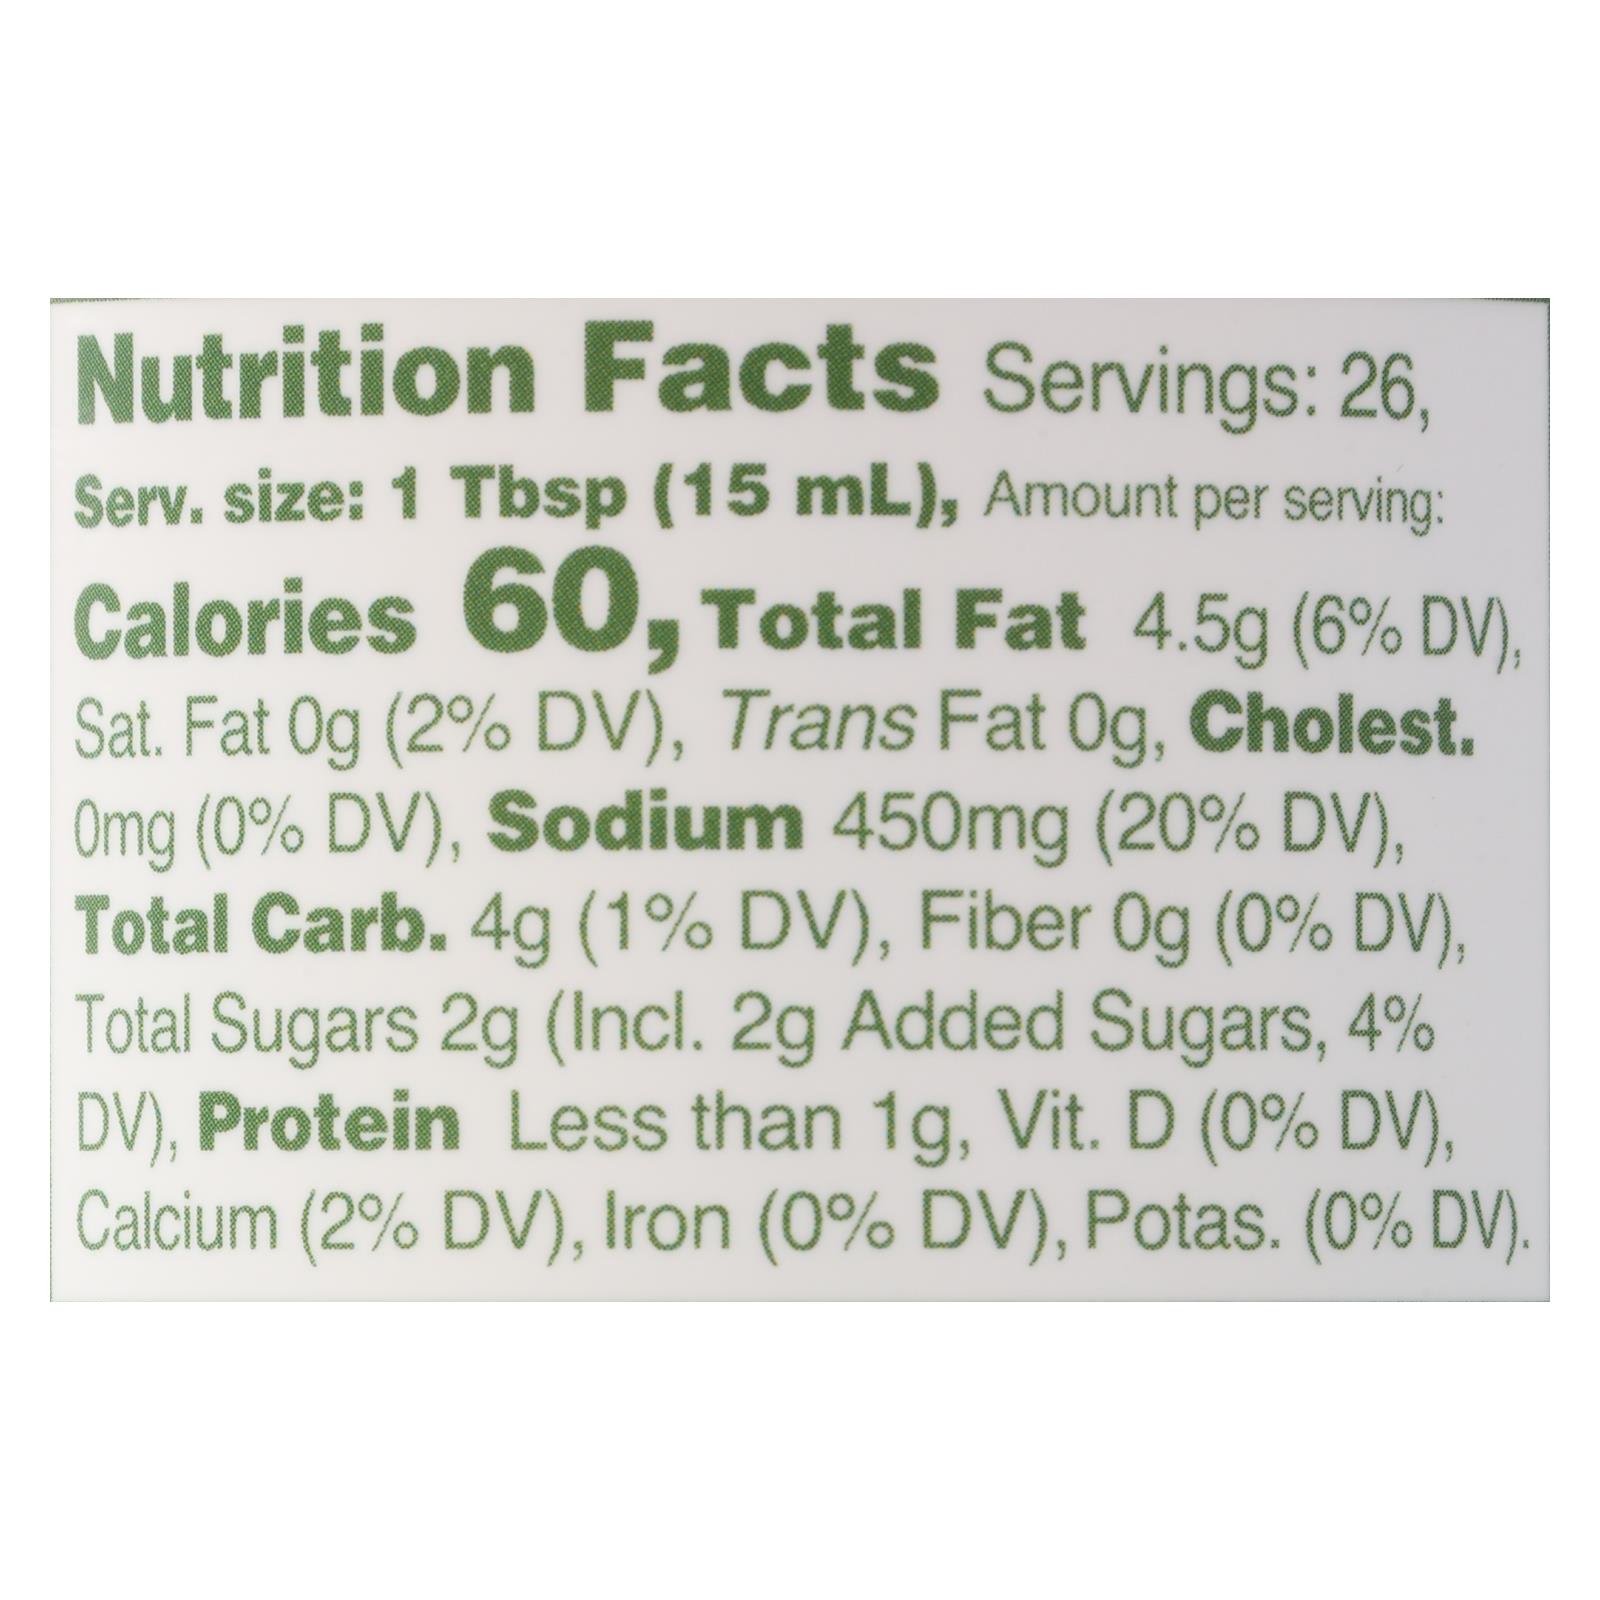 Nutrition Facts Servings: 26,
Serv. size: 1 Tbsp (15 mL), Amount per serving:
Calories 60, Total Fat 4.5g (6% DV),
Sat. Fat 0g (2% DV), Trans Fat 0g, Cholest.
0mg (0% DV), Sodium 450mg (20% DV),
Total Carb. 4g (1% DV), Fiber 0g (0% DV),
Total Sugars 2g (Incl. 2g Added Sugars, 4%
DV), Protein Less than 1g, Vit. D (0% DV),
Calcium (2% DV), Iron (0% DV), Potas. (0% DV).